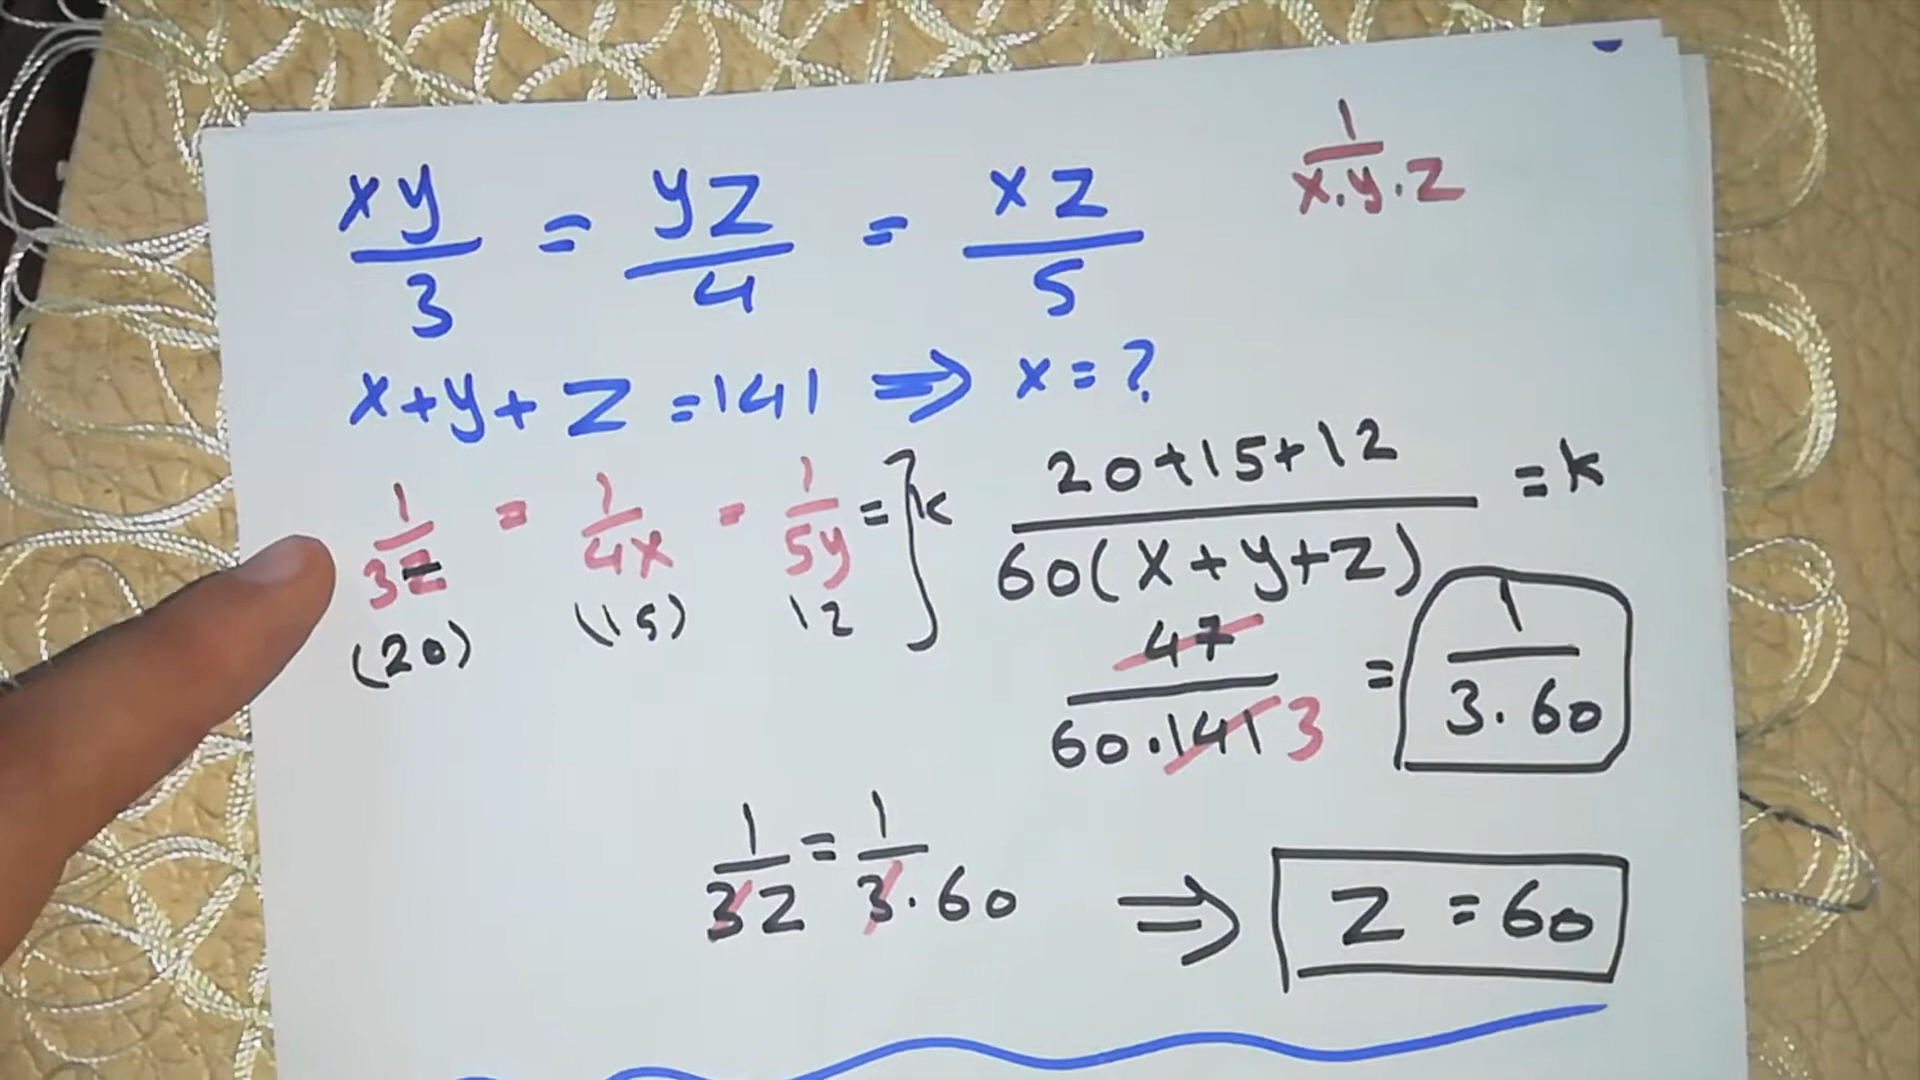 1/(x.y.z)
xy/3 = yz/4 = xz/5
x+y+z=141 ⇒ x=?
1/3z = 1/4x = 1/5y = k
(20) (15) 12
(20+15+12)/(60(x+y+z)) = k
47/(60.141) 3 = 1/(3.60)
1/3z = 1/(3.60) ⇒ z=60